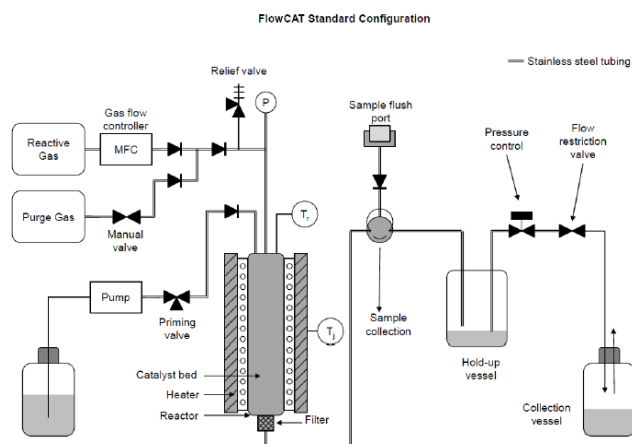 FlowCAT Standard Configuration
Stainless steel tubing
Relief valve
P
Gas flow
controller
Reactive
Gas
MFC
Sample flush
port
Pressure
control
Flow
restriction
valve
Purge Gas
Manual
valve
Tr
Pump
Priming
valve
Tj
Sample
collection
Hold-up
vessel
Catalyst bed
Heater
Reactor
Filter
Collection
vessel